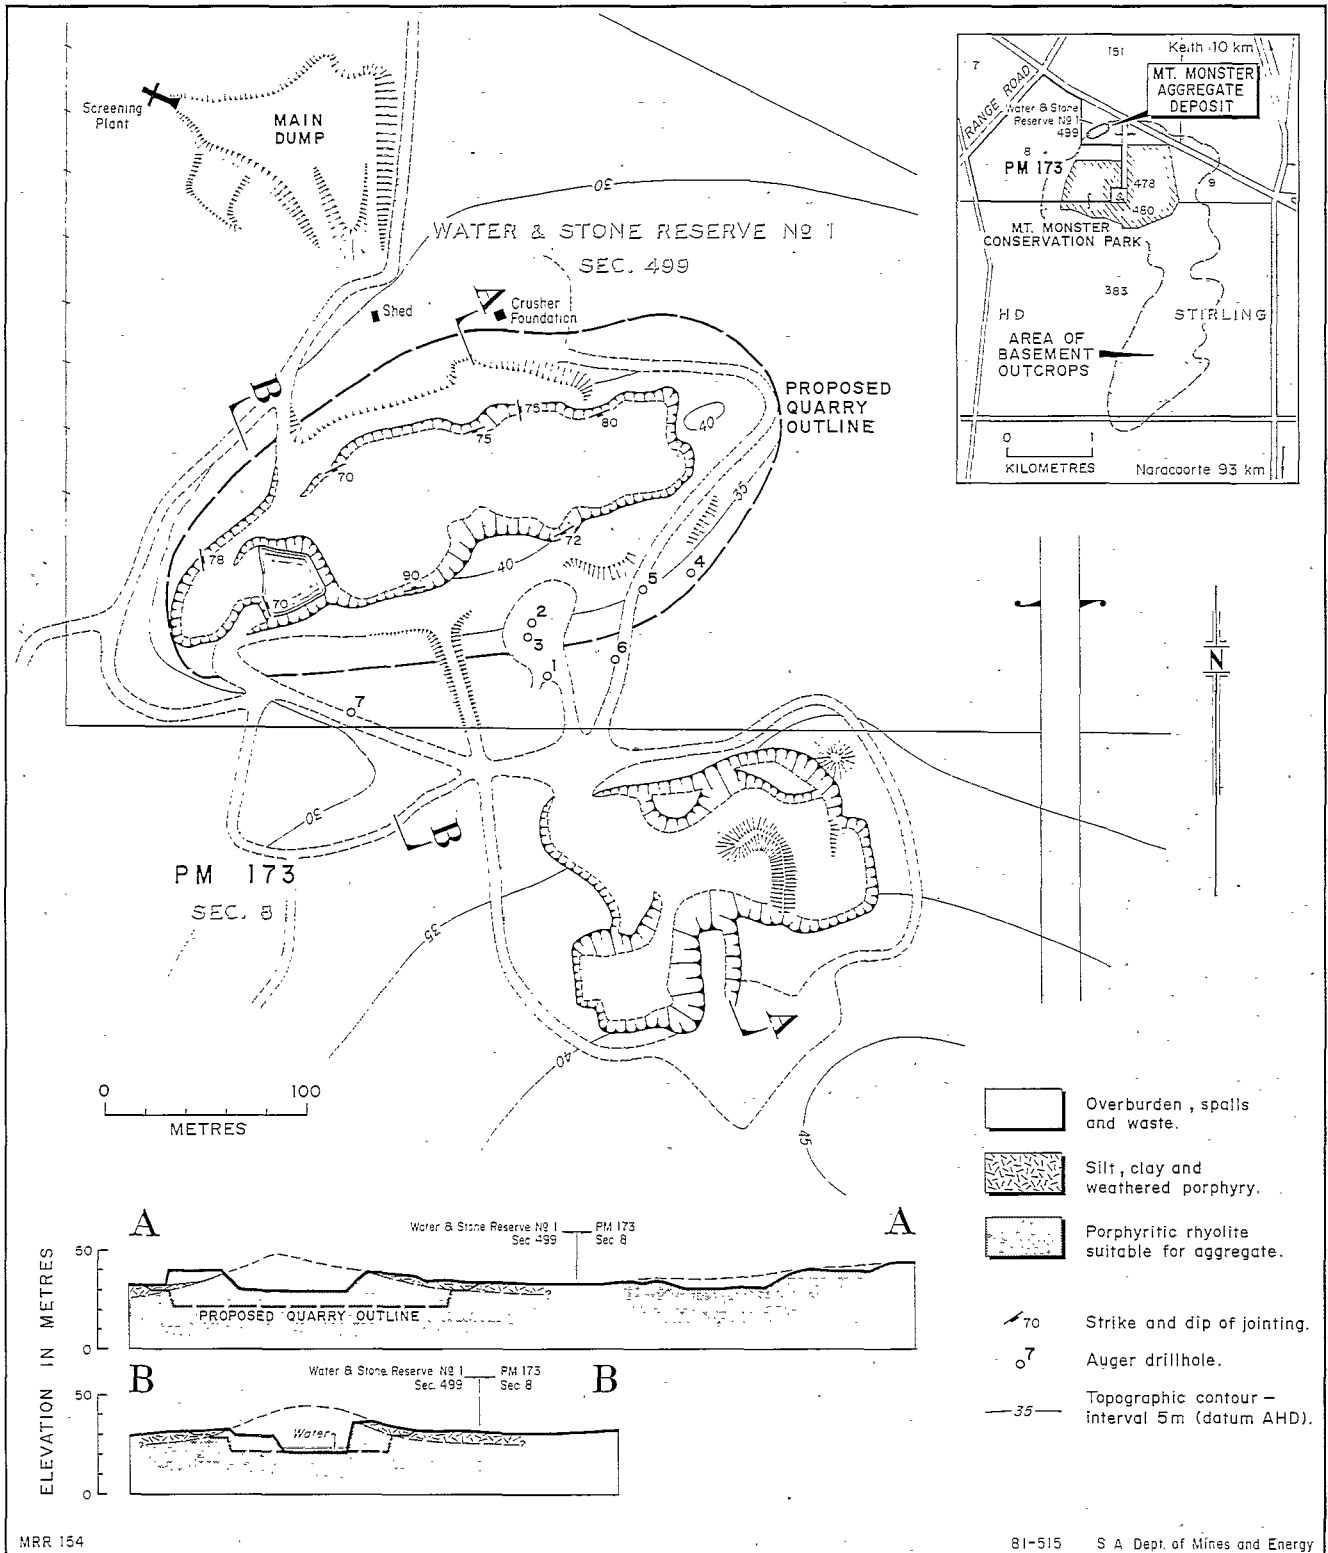 Screening
Plant
MAIN
DUMP
30
WATER & STONE RESERVE Nº 1
SEC. 499
A
Shed
Crusher
Foundation
B
PROPOSED
QUARRY
OUTLINE
75
80
40
75
70
35
72
78
40
90
70
5
4
2
3
6
1
7
30
B
PM 173
SEC. 8
35
A
40
45
0 100
METRES
7
151
Keith 10 km
RANGE ROAD
MT. MONSTER
AGGREGATE
DEPOSIT
Water & Stone
Reserve Nº 1
499
8
PM 173
478
9
480
MT. MONSTER
CONSERVATION PARK
383
HD STIRLING
AREA OF
BASEMENT
OUTCROPS
0 1
KILOMETRES
Naracoorte 93 km
N
Overburden, spalls
and waste.
Silt, clay and
weathered porphyry.
Porphyritic rhyolite
suitable for aggregate.
70 Strike and dip of jointing.
7 Auger drillhole.
35 Topographic contour –
interval 5m (datum AHD).
ELEVATION IN METRES
A A
Water & Stone Reserve Nº 1 PM 173
Sec 499 Sec 8
50
PROPOSED QUARRY OUTLINE
?
0
B B
Water & Stone Reserve Nº 1 PM 173
Sec. 499 Sec 8
50
Water
? ?
0
MRR 154
81-515 S A Dept. of Mines and Energy